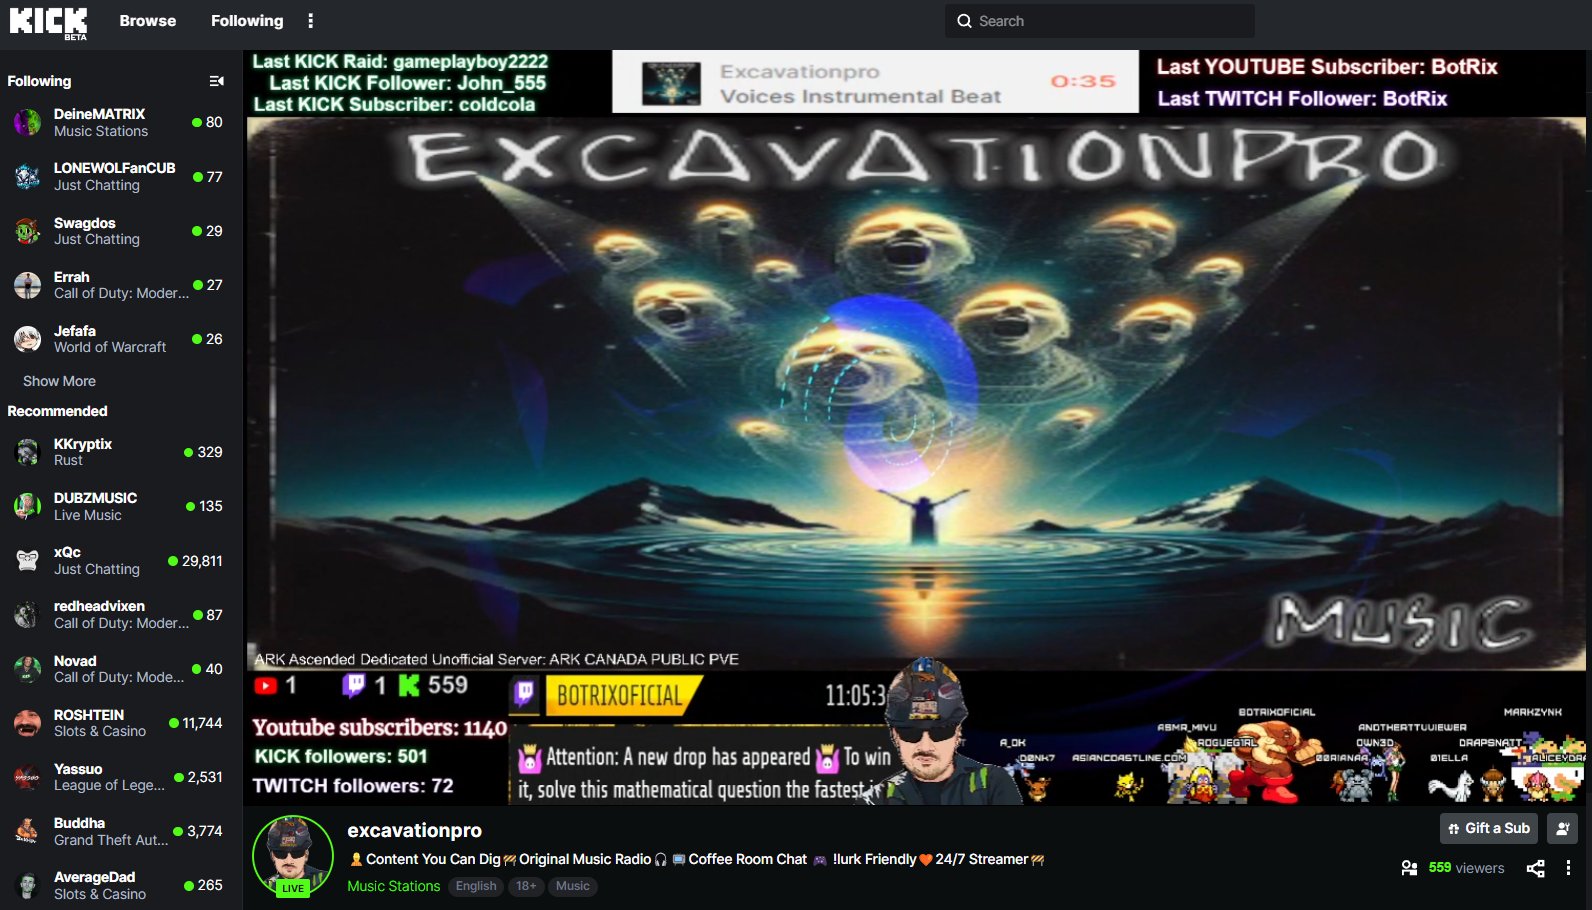 KICK
BETA
Browse
Following
Search
Following
DeineMATRIX
Music Stations
80
LONEWOLFanCUB
Just Chatting
77
Swagdos
Just Chatting
29
Errah
Call of Duty: Moder...
27
Jefafa
World of Warcraft
26
Show More
Recommended
KKryptix
Rust
329
DUBZMUSIC
Live Music
135
xQc
Just Chatting
29,811
redheadvixen
Call of Duty: Moder...
87
Novad
Call of Duty: Mode...
40
ROSHTEIN
Slots & Casino
11,744
Yassuo
League of Lege...
2,531
Buddha
Grand Theft Aut...
3,774
AverageDad
Slots & Casino
265
Last KICK Raid: gameplayboy2222
Last KICK Follower: John_555
Last KICK Subscriber: coldcola
Excavationpro
Voices Instrumental Beat
0:35
Last YOUTUBE Subscriber: BotRix
Last TWITCH Follower: BotRix
EXCAVATIONPRO
MUSIC
ARK Ascended Dedicated Unofficial Server: ARK CANADA PUBLIC PVE
1
1
K 559
Youtube subscribers: 1140
KICK followers: 501
TWITCH followers: 72
BOTRIXOFICIAL
11:05:3
Attention: A new drop has appeared To win
it, solve this mathematical question the fastest
A_OK
D0NK7
ASIANCOASTLINE.COM
ASMR_MIYU
ROGUEG1RL
BOTRIXOFICIAL
ANOTHERTTVVIEWER
OWN3D
00RIANAA
DRAPSNATT
01ELLA
MARKZYNK
ALICEYDRA
excavationpro
Content You Can Dig Original Music Radio Coffee Room Chat !lurk Friendly 24/7 Streamer
LIVE
Music Stations
English
18+
Music
Gift a Sub
559 viewers